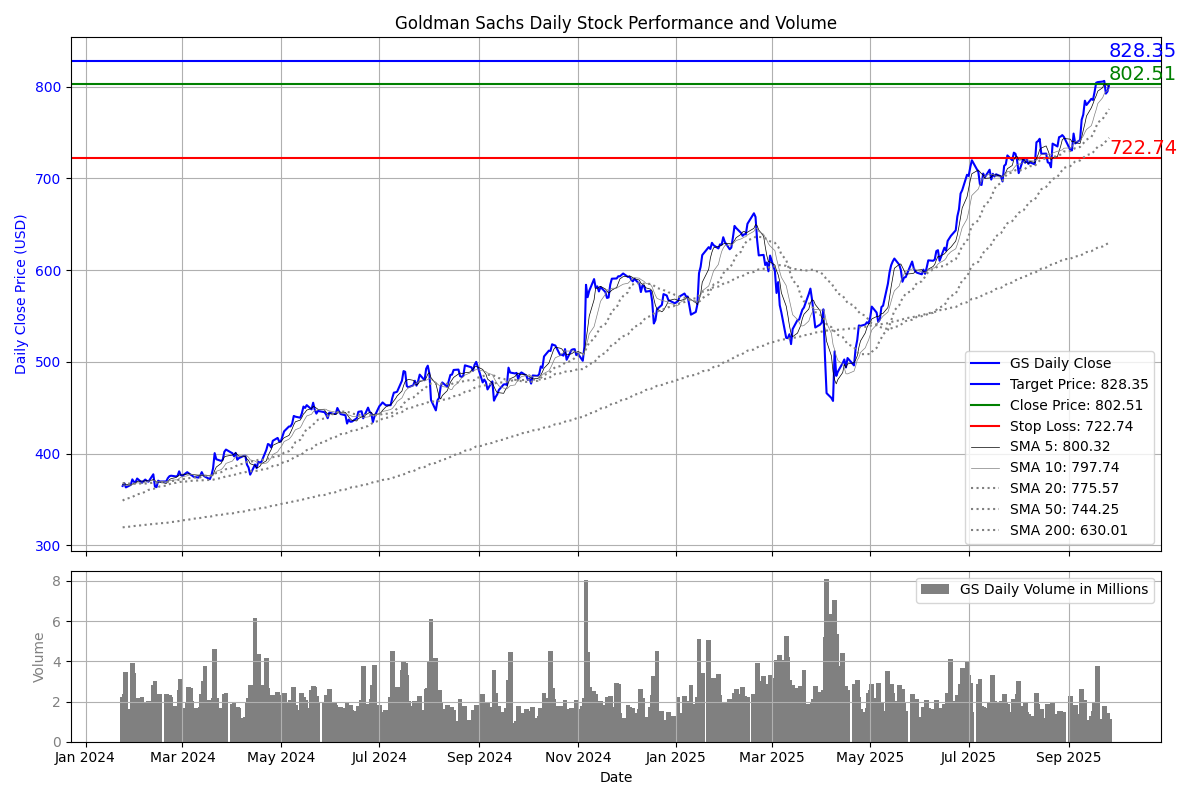 Goldman Sachs Daily Stock Performance and Volume
828.35
802.51
722.74
800
700
600
500
400
300
Daily Close Price (USD)
GS Daily Close
Target Price: 828.35
Close Price: 802.51
Stop Loss: 722.74
SMA 5: 800.32
SMA 10: 797.74
SMA 20: 775.57
SMA 50: 744.25
SMA 200: 630.01
8
6
4
2
0
Volume
GS Daily Volume in Millions
Jan 2024 Mar 2024 May 2024 Jul 2024 Sep 2024 Nov 2024 Jan 2025 Mar 2025 May 2025 Jul 2025 Sep 2025
Date